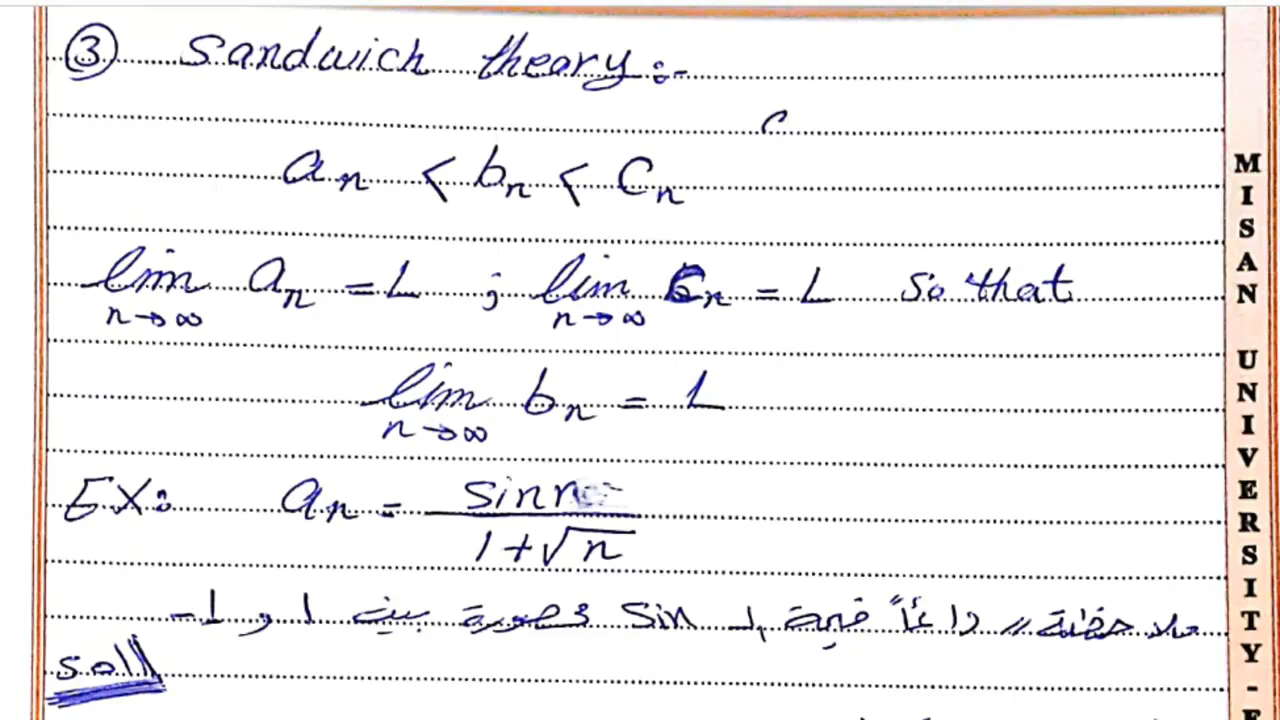 ③ Sandwich theory:-
aₙ < bₙ < Cₙ
lim n→∞ aₙ = L ; lim n→∞ Cₙ = L so that
lim n→∞ bₙ = L
EX: aₙ = sin n / 1+√n
ملاحظة // دائماً قيمة الـ sin محصورة بين 1 و 1-
soll
MISAN UNIVERSITY - E